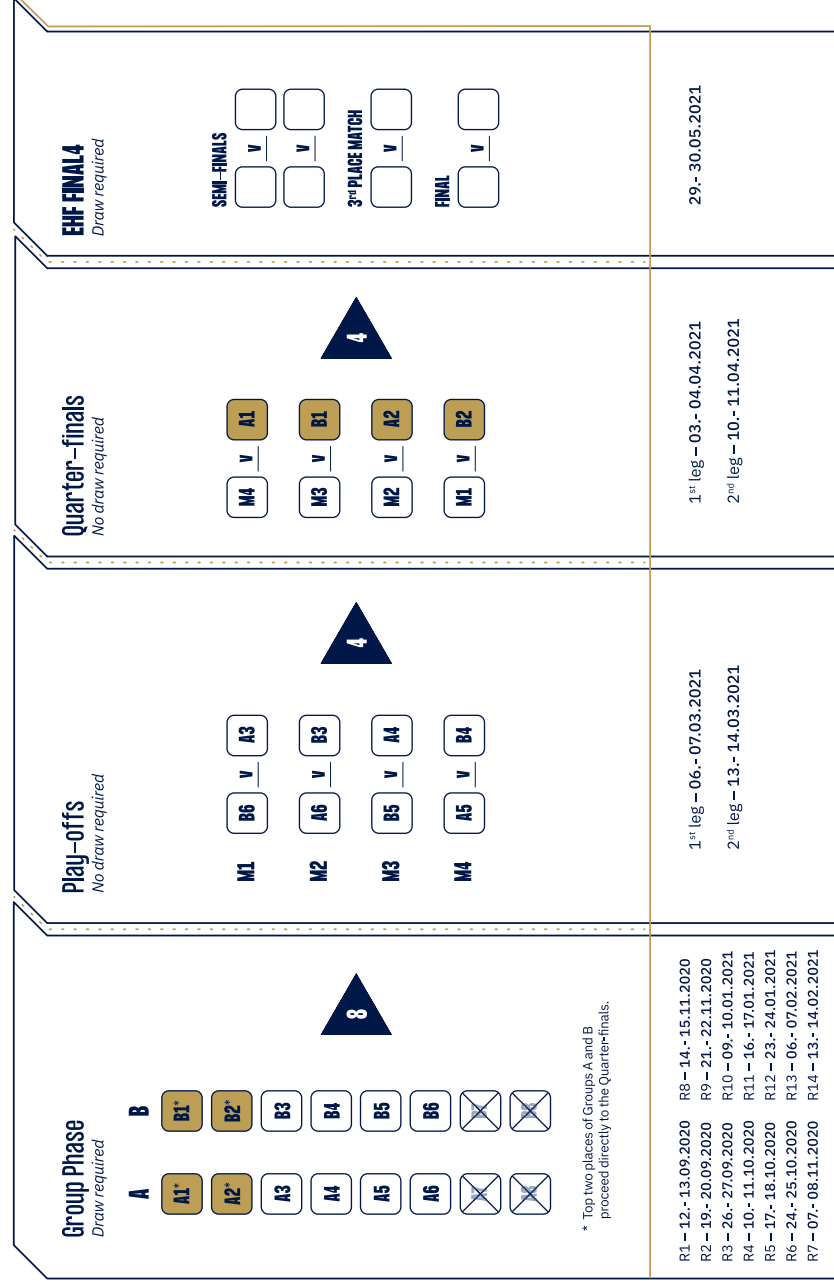 Group Phase
Draw required
A B
A1* B1*
A2* B2*
A3 B3
A4 B4
A5 B5
A6 B6
A7 B7
A8 B8
8
* Top two places of Groups A and B
proceed directly to the Quarter-finals.
R1 – 12.- 13.09.2020 R8 – 14.- 15.11.2020
R2 – 19.- 20.09.2020 R9 – 21.- 22.11.2020
R3 – 26.- 27.09.2020 R10 – 09.- 10.01.2021
R4 – 10.- 11.10.2020 R11 – 16.- 17.01.2021
R5 – 17.- 18.10.2020 R12 – 23.- 24.01.2021
R6 – 24.- 25.10.2020 R13 – 06.- 07.02.2021
R7 – 07.- 08.11.2020 R14 – 13.- 14.02.2021
Play-offs
No draw required
M1 B6 V A3
M2 A6 V B3
M3 B5 V A4
M4 A5 V B4
4
1st leg – 06.- 07.03.2021
2nd leg – 13.- 14.03.2021
Quarter-finals
No draw required
M4 V A1
M3 V B1
M2 V A2
M1 V B2
4
1st leg – 03.- 04.04.2021
2nd leg – 10.- 11.04.2021
EHF FINAL4
Draw required
SEMI-FINALS
V
V
3rd PLACE MATCH
V
FINAL
V
29.- 30.05.2021